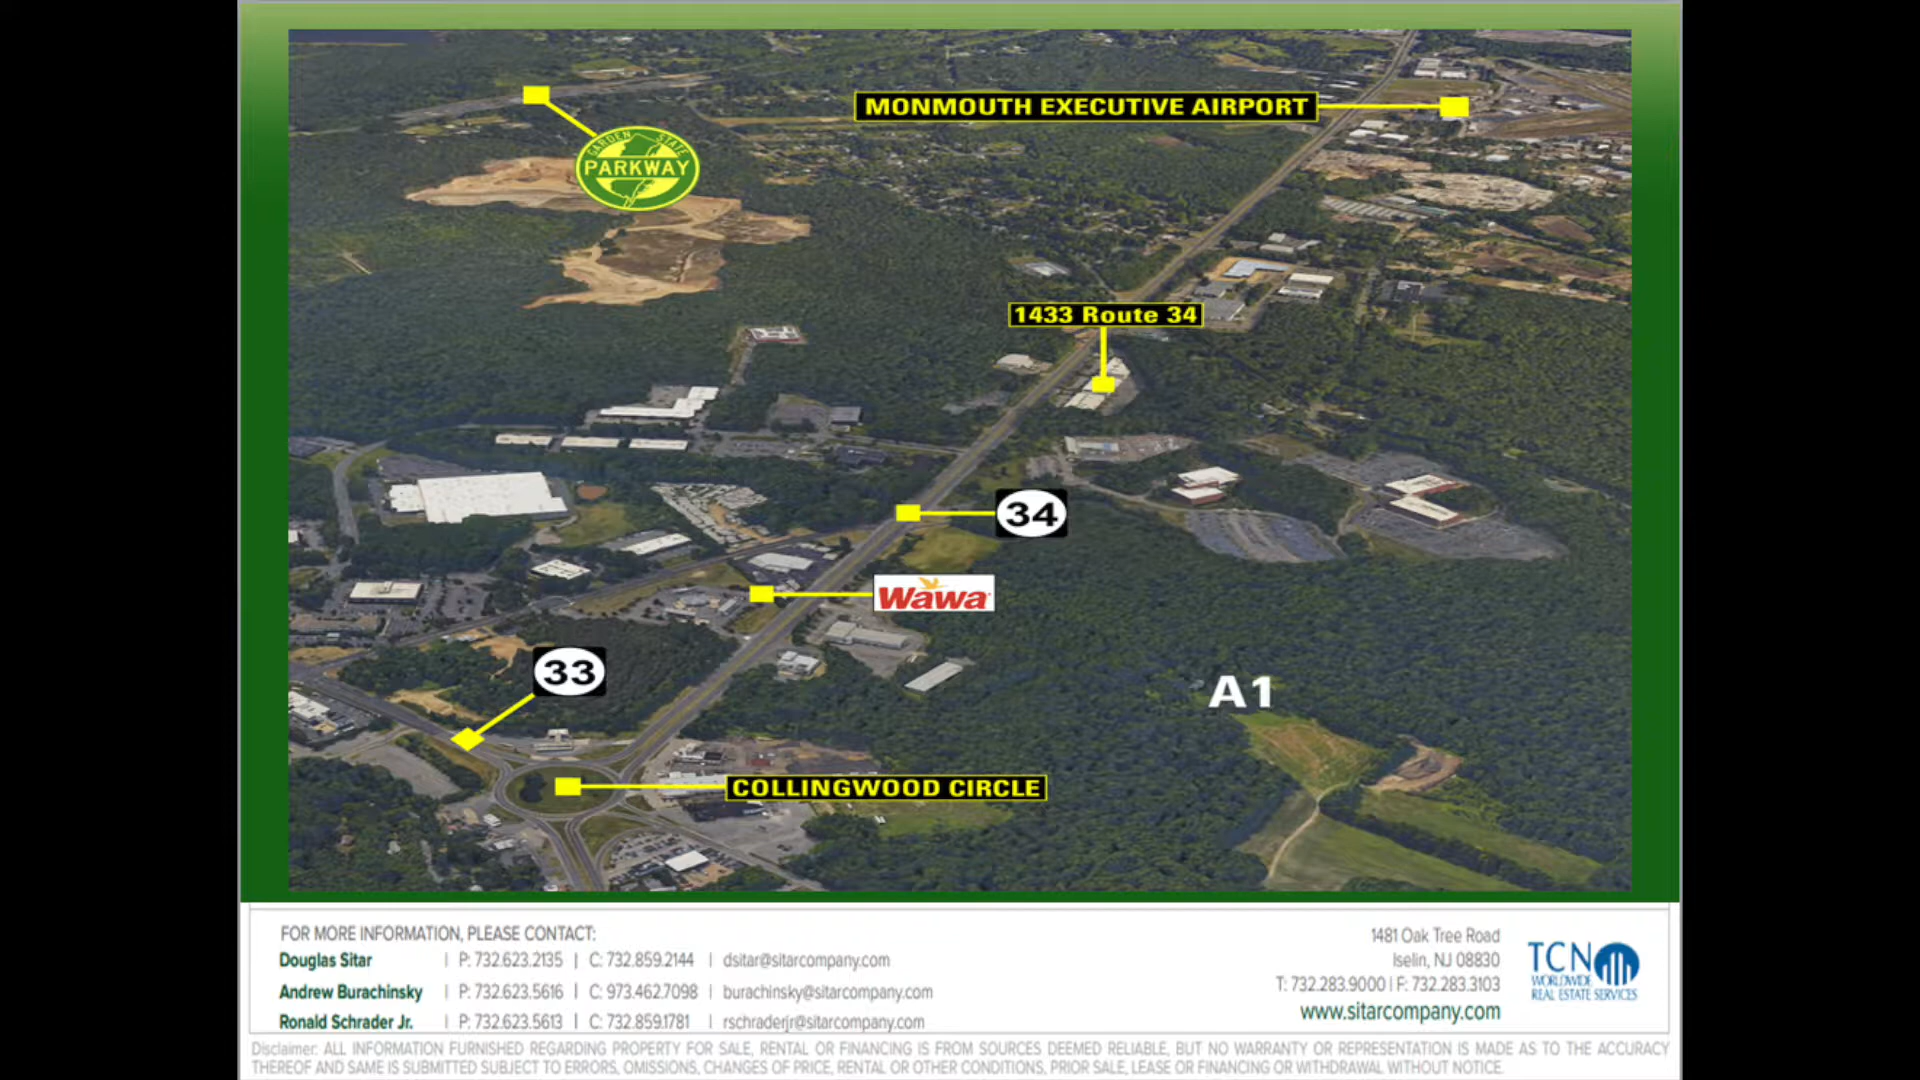 GARDEN STATE
PARKWAY
MONMOUTH EXECUTIVE AIRPORT
1433 Route 34
34
Wawa
33
A1
COLLINGWOOD CIRCLE
FOR MORE INFORMATION, PLEASE CONTACT:
Douglas Sitar | P: 732.623.2135 | C: 732.859.2144 | dsitar@sitarcompany.com
Andrew Burachinsky | P: 732.623.5616 | C: 973.462.7098 | burachinsky@sitarcompany.com
Ronald Schrader Jr. | P: 732.623.5613 | C: 732.859.1781 | rschraderjr@sitarcompany.com
1481 Oak Tree Road
Iselin, NJ 08830
T: 732.283.9000 | F: 732.283.3103
www.sitarcompany.com
TCN
WORLDWIDE
REAL ESTATE SERVICES
Disclaimer: ALL INFORMATION FURNISHED REGARDING PROPERTY FOR SALE, RENTAL OR FINANCING IS FROM SOURCES DEEMED RELIABLE, BUT NO WARRANTY OR REPRESENTATION IS MADE AS TO THE ACCURACY
THEREOF AND SAME IS SUBMITTED SUBJECT TO ERRORS, OMISSIONS, CHANGES OF PRICE, RENTAL OR OTHER CONDITIONS, PRIOR SALE, LEASE OR FINANCING OR WITHDRAWAL WITHOUT NOTICE.